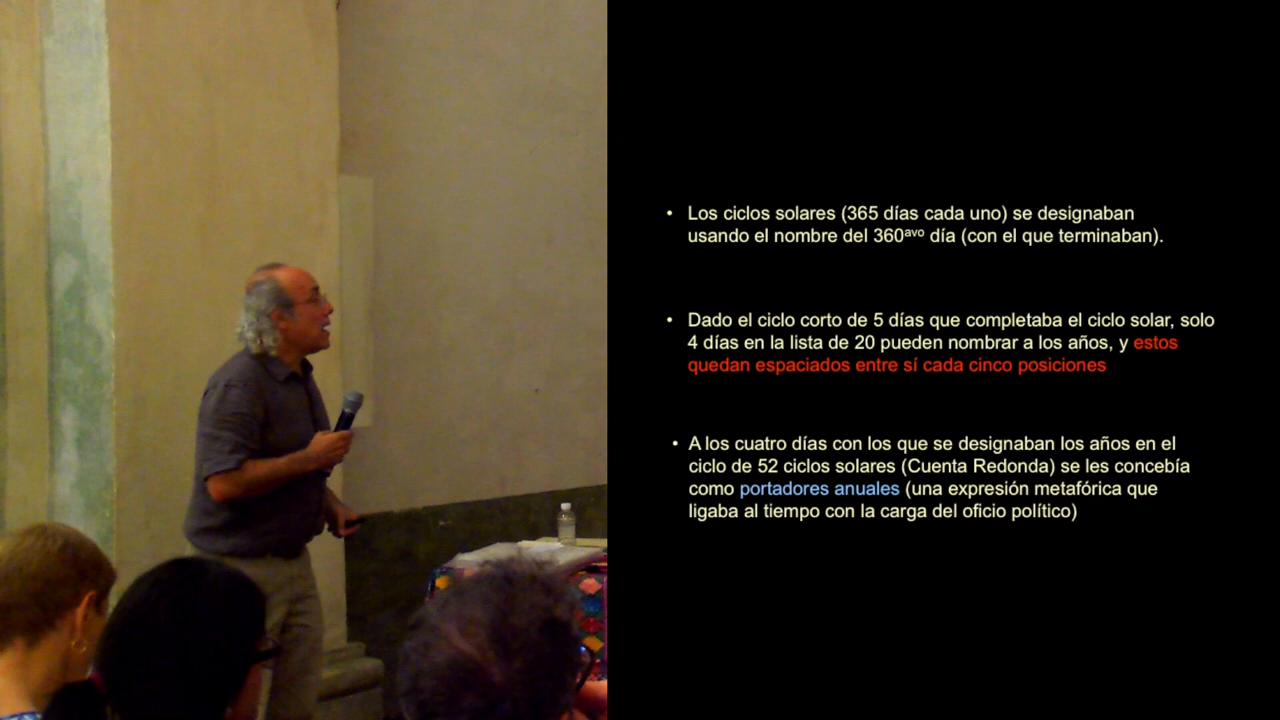 • Los ciclos solares (365 días cada uno) se designaban
usando el nombre del 360ᵃᵛᵒ día (con el que terminaban).
• Dado el ciclo corto de 5 días que completaba el ciclo solar, solo
4 días en la lista de 20 pueden nombrar a los años, y estos
quedan espaciados entre sí cada cinco posiciones
• A los cuatro días con los que se designaban los años en el
ciclo de 52 ciclos solares (Cuenta Redonda) se les concebía
como portadores anuales (una expresión metafórica que
ligaba al tiempo con la carga del oficio político)